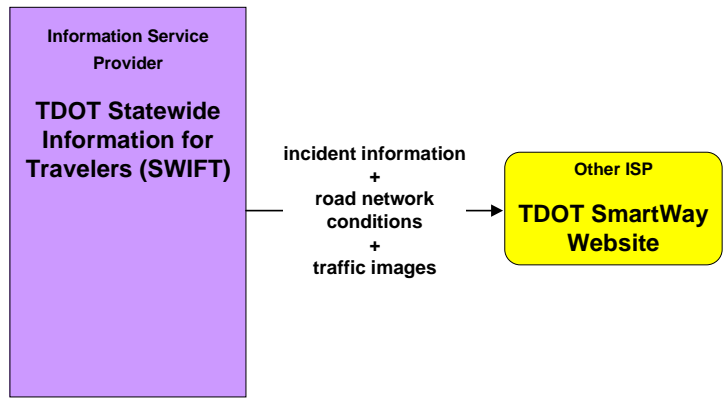 Information Service
Provider
TDOT Statewide
Information for
Travelers (SWIFT)
incident information
+
road network
conditions
+
traffic images
Other ISP
TDOT SmartWay
Website